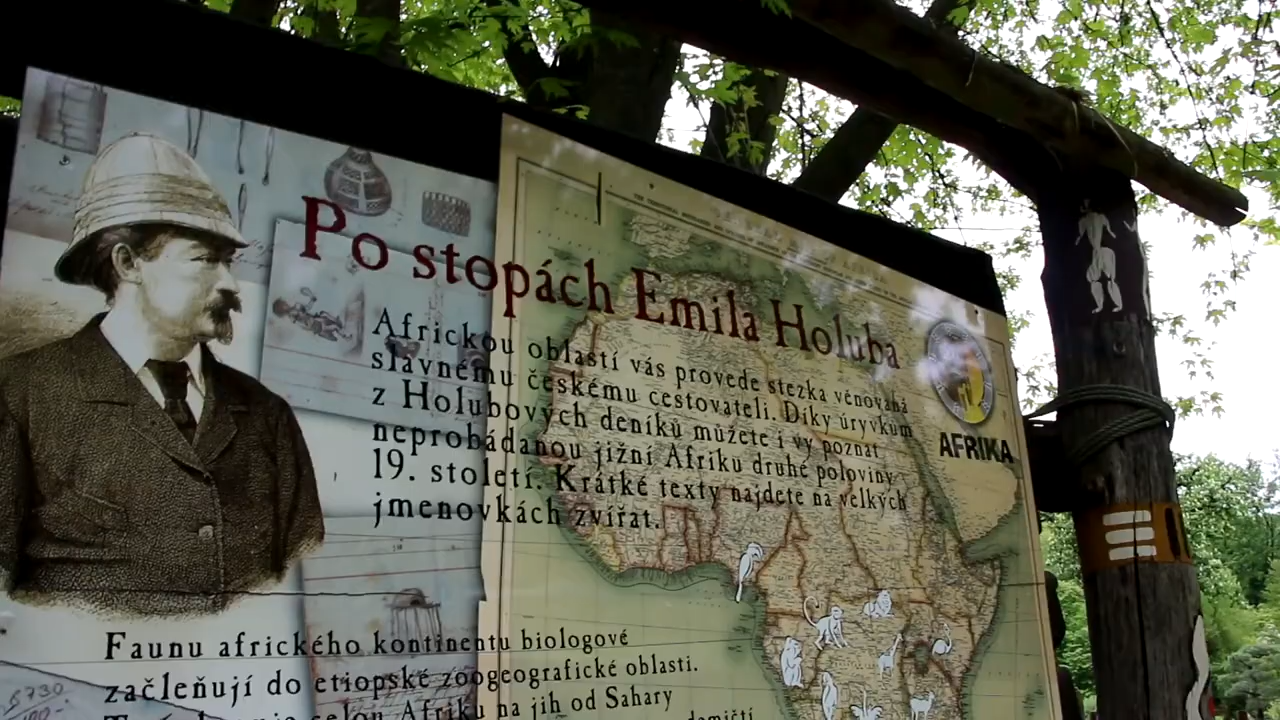 Po stopách Emila Holuba
Africkou oblastí vás provede stezka věnovaná
slavnému českému cestovateli. Díky úryvkům
z Holubových deníků můžete i vy poznat
neprobádanou jižní Afriku druhé poloviny
19. století. Krátké texty najdete na velkých
jmenovkách zvířat.
AFRIKA
Faunu afrického kontinentu biologové
začleňují do etiopské zoogeografické oblasti.
celou Afriku na jih od Sahary